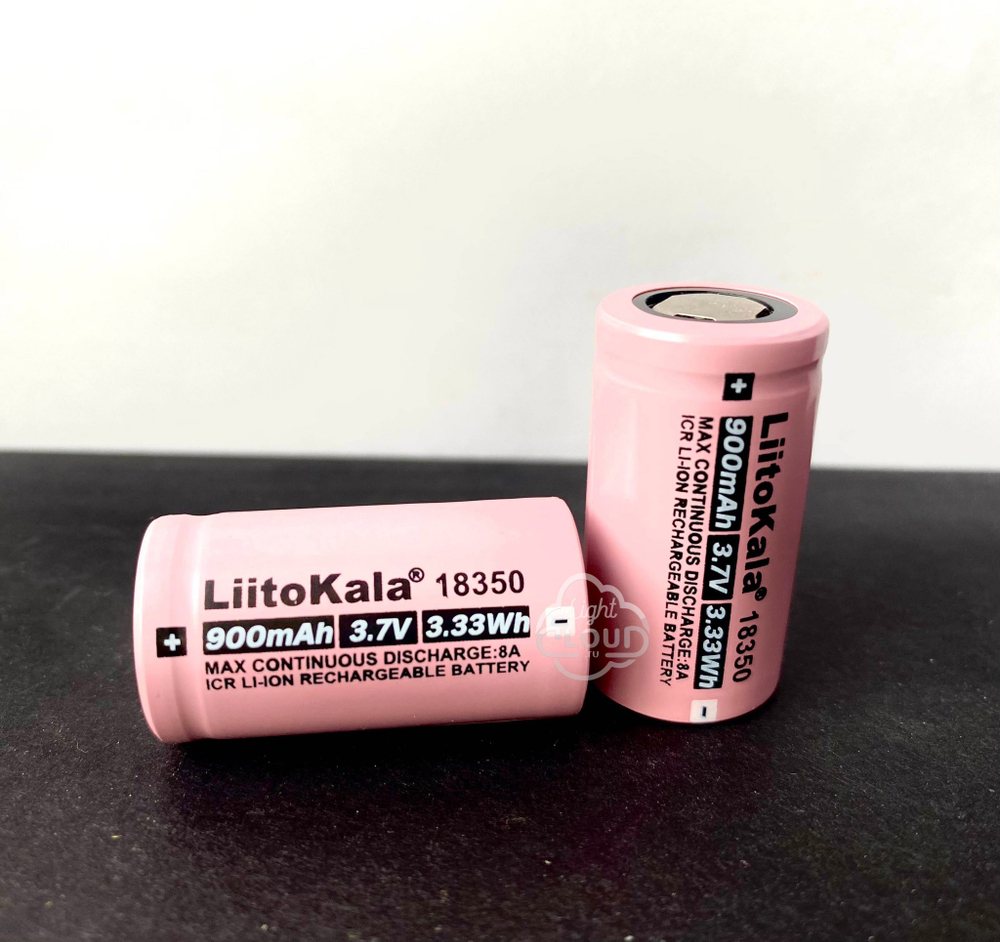 LiitoKala® 18350
+ 900mAh 3.7V 3.33Wh -
MAX CONTINUOUS DISCHARGE:8A
ICR LI-ION RECHARGEABLE BATTERY
+
LiitoKala® 18350
900mAh 3.7V 3.33Wh
MAX CONTINUOUS DISCHARGE:8A
ICR LI-ION RECHARGEABLE BATTERY
-
Light
CLOUD